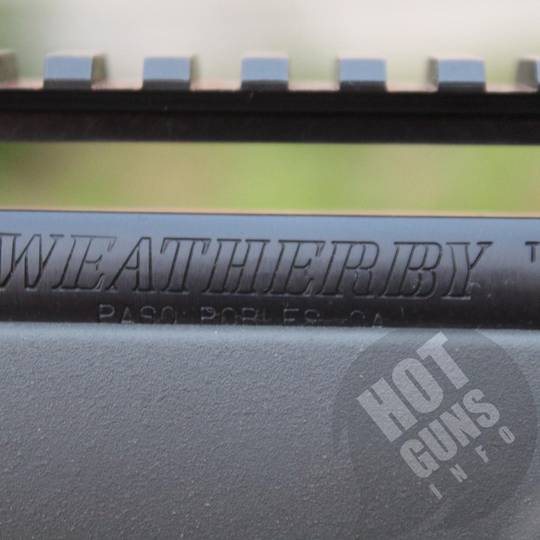 WEATHERBY
PASO ROBLES CA
HOT
GUNS
INFO